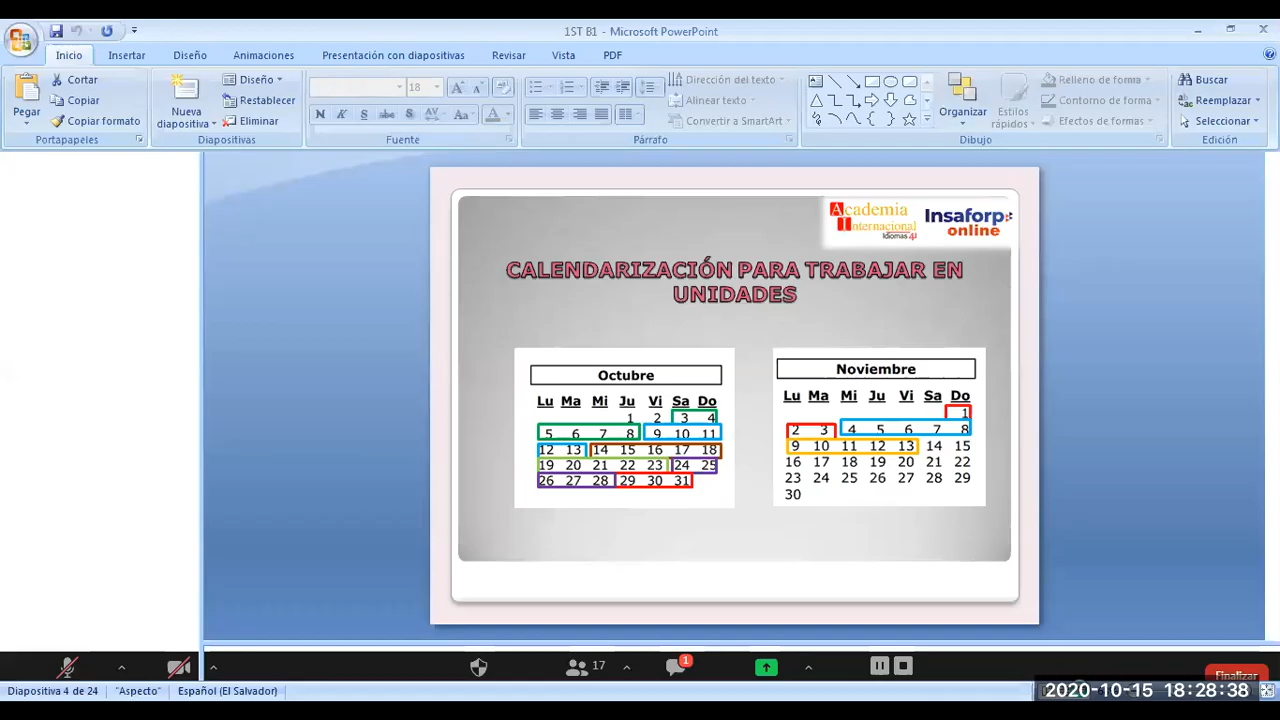 1ST B1 - Microsoft PowerPoint
Inicio Insertar Diseño Animaciones Presentación con diapositivas Revisar Vista PDF
Pegar Cortar Copiar Copiar formato Portapapeles
Nueva diapositiva Diseño Restablecer Eliminar Diapositivas
18 N K S abc S AV Aa A Fuente
Dirección del texto Alinear texto Convertir a SmartArt Párrafo
Organizar Estilos rápidos Relleno de forma Contorno de forma Efectos de formas Dibujo
Buscar Reemplazar Seleccionar Edición
Academia Internacional Idiomas 41
Insaforp online
CALENDARIZACIÓN PARA TRABAJAR EN
UNIDADES
Octubre
Lu Ma Mi Ju Vi Sa Do
1 2 3 4
5 6 7 8 9 10 11
12 13 14 15 16 17 18
19 20 21 22 23 24 25
26 27 28 29 30 31
Noviembre
Lu Ma Mi Ju Vi Sa Do
1
2 3 4 5 6 7 8
9 10 11 12 13 14 15
16 17 18 19 20 21 22
23 24 25 26 27 28 29
30
17 1 Finalizar
Diapositiva 4 de 24 "Aspecto" Español (El Salvador)
2020-10-15 18:28:38